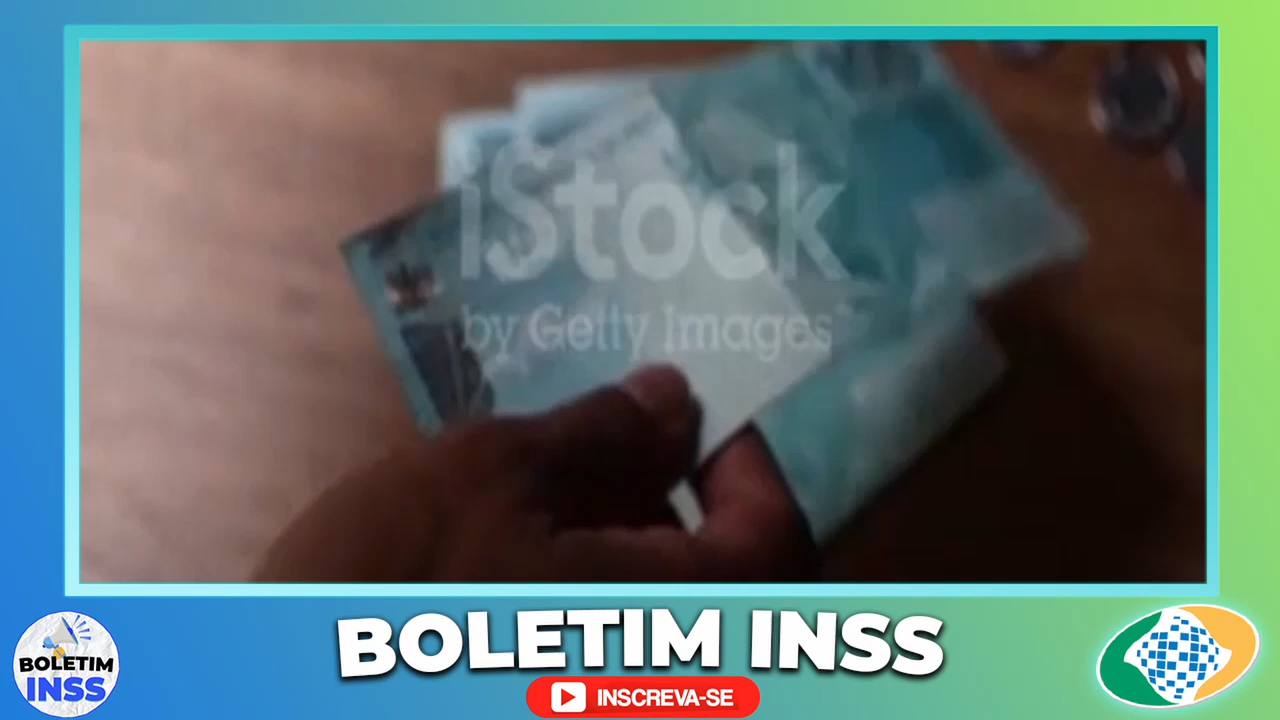 iStock
by Getty Images
BOLETIM INSS
BOLETIM
INSS
INSCREVA-SE